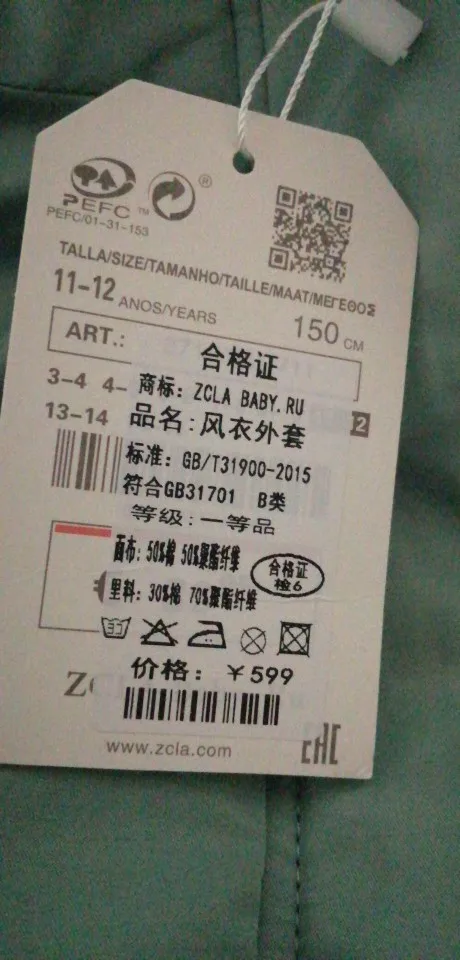 PEFC ™
PEFC/01-31-153
®
TALLA/SIZE/TAMANHO/TAILLE/MAAT/ΜΕΓΕΘΟΣ
11-12 ANOS/YEARS
150 CM
ART.:
合格证
3-4 4-
商标: ZCLA BABY.RU
13-14
2
品名:风衣外套
标准: GB/T31900-2015
符合GB31701 B类
等级:一等品
面布: 50%棉 50%聚酯纤维
合格证
检6
里料: 30%棉 70%聚酯纤维
价格: ¥599
ZC
www.zcla.com
EAC